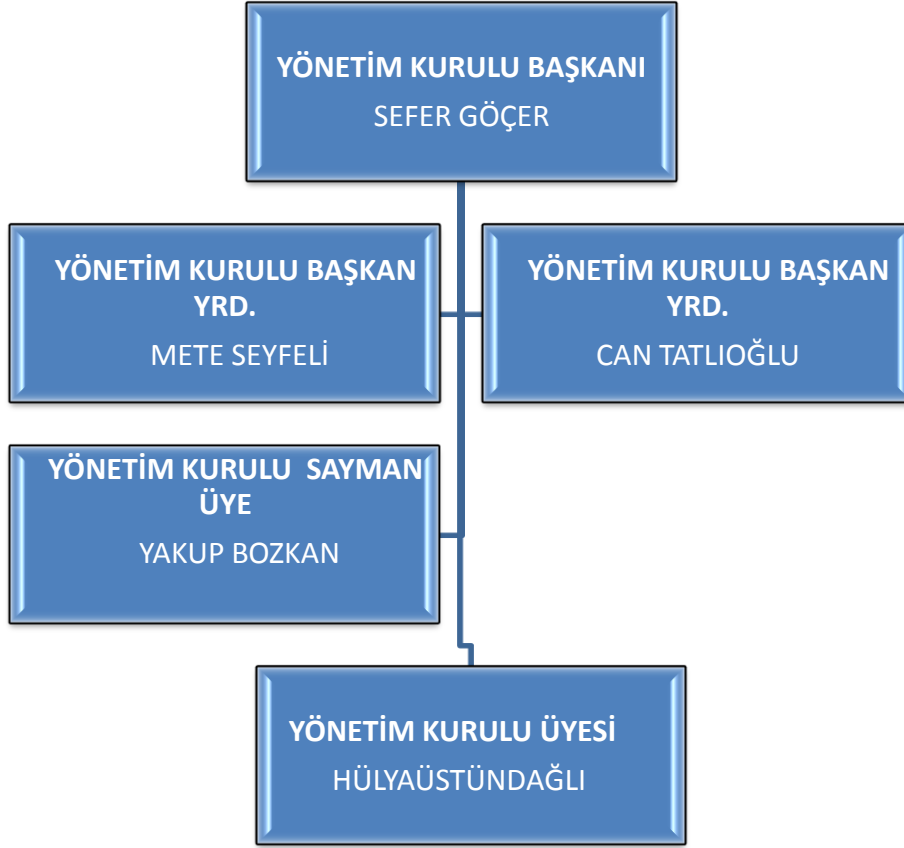 YÖNETİM KURULU BAŞKANI
SEFER GÖÇER
YÖNETİM KURULU BAŞKAN
YRD.
METE SEYFELİ
YÖNETİM KURULU BAŞKAN
YRD.
CAN TATLIOĞLU
YÖNETİM KURULU SAYMAN
ÜYE
YAKUP BOZKAN
YÖNETİM KURULU ÜYESİ
HÜLYAÜSTÜNDAĞLI